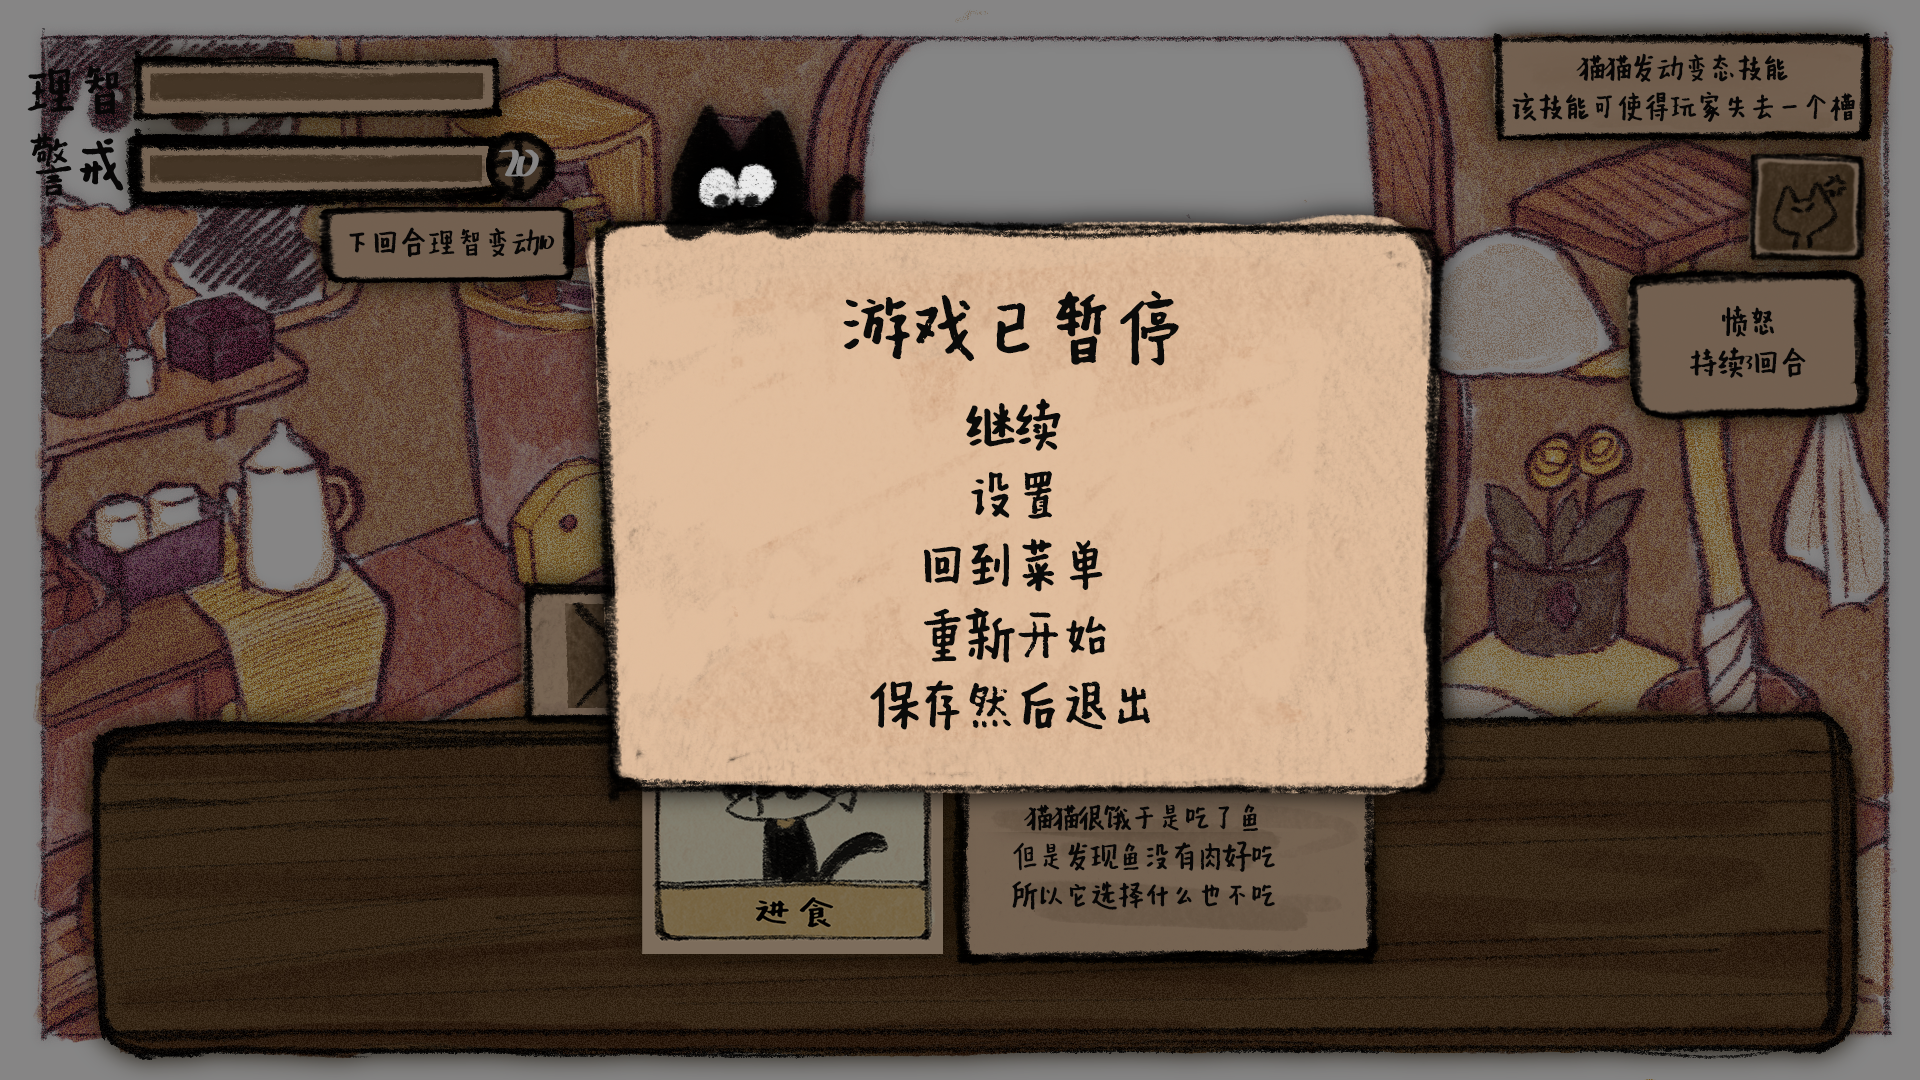 理智
警戒
20
下回合理智变动10
猫猫发动变态技能
该技能可使得玩家失去一个槽
愤怒
持续3回合
游戏已暂停
继续
设置
回到菜单
重新开始
保存然后退出
进食
猫猫很饿于是吃了鱼
但是发现鱼没有肉好吃
所以它选择什么也不吃